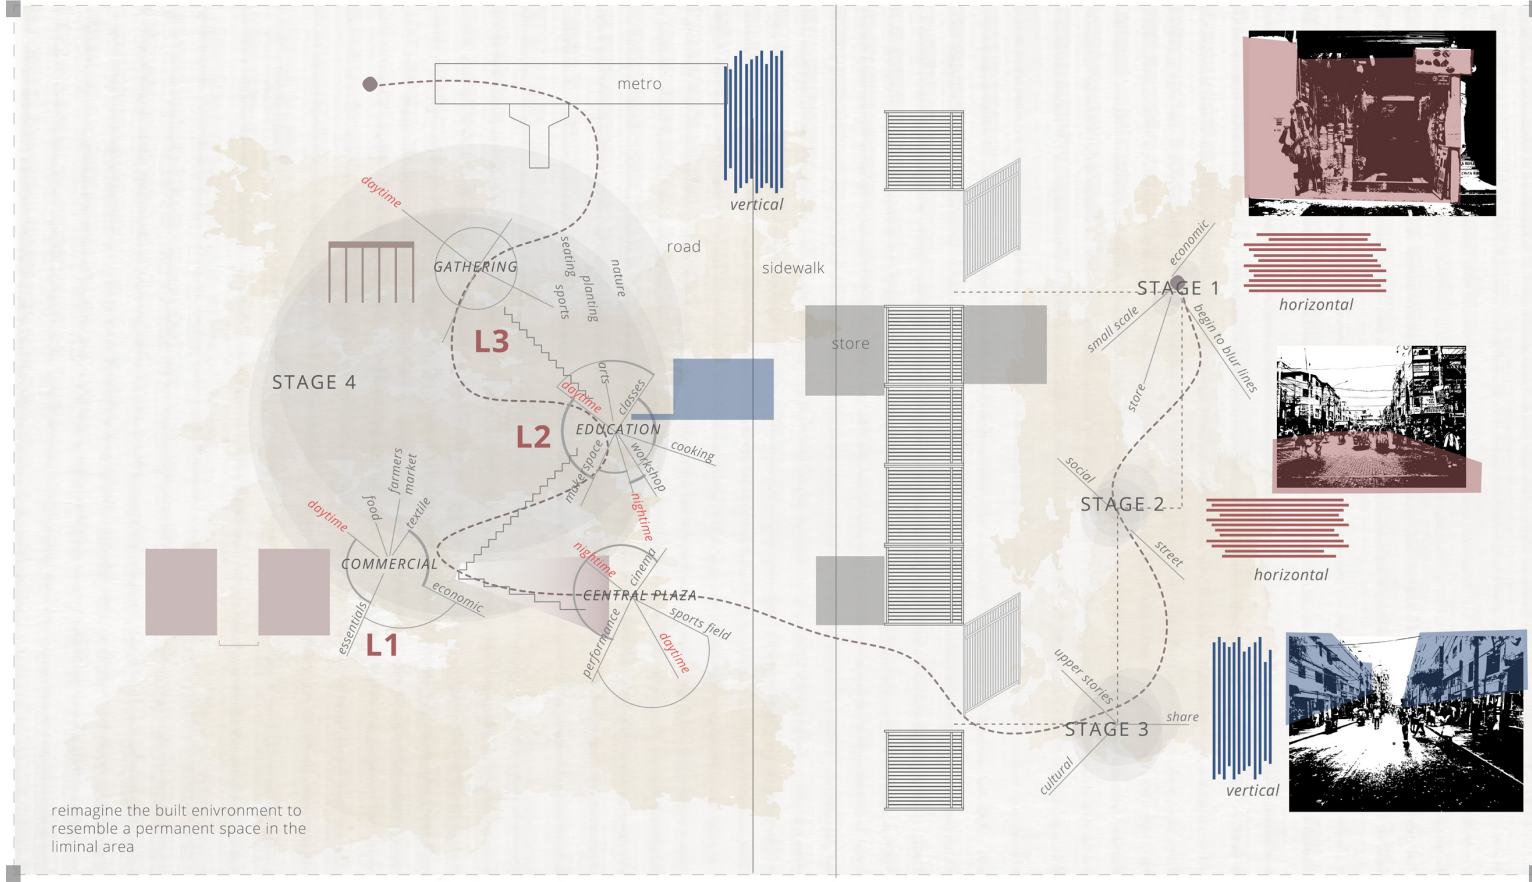 metro
vertical
road
sidewalk
daytime
GATHERING
seating
sports
planting
nature
L3
STAGE 4
L2
daytime
arts
classes
EDUCATION
cooking
workshop
makerspace
nighttime
store
daytime
food
farmers
market
textile
COMMERCIAL
economic
essentials
L1
nighttime
cinema
CENTRAL PLAZA
sports field
performance
daytime
economic
STAGE 1
small scale
store
begin to blur lines
horizontal
social
STAGE 2
street
horizontal
upper stories
share
STAGE 3
cultural
vertical
reimagine the built enivronment to
resemble a permanent space in the
liminal area